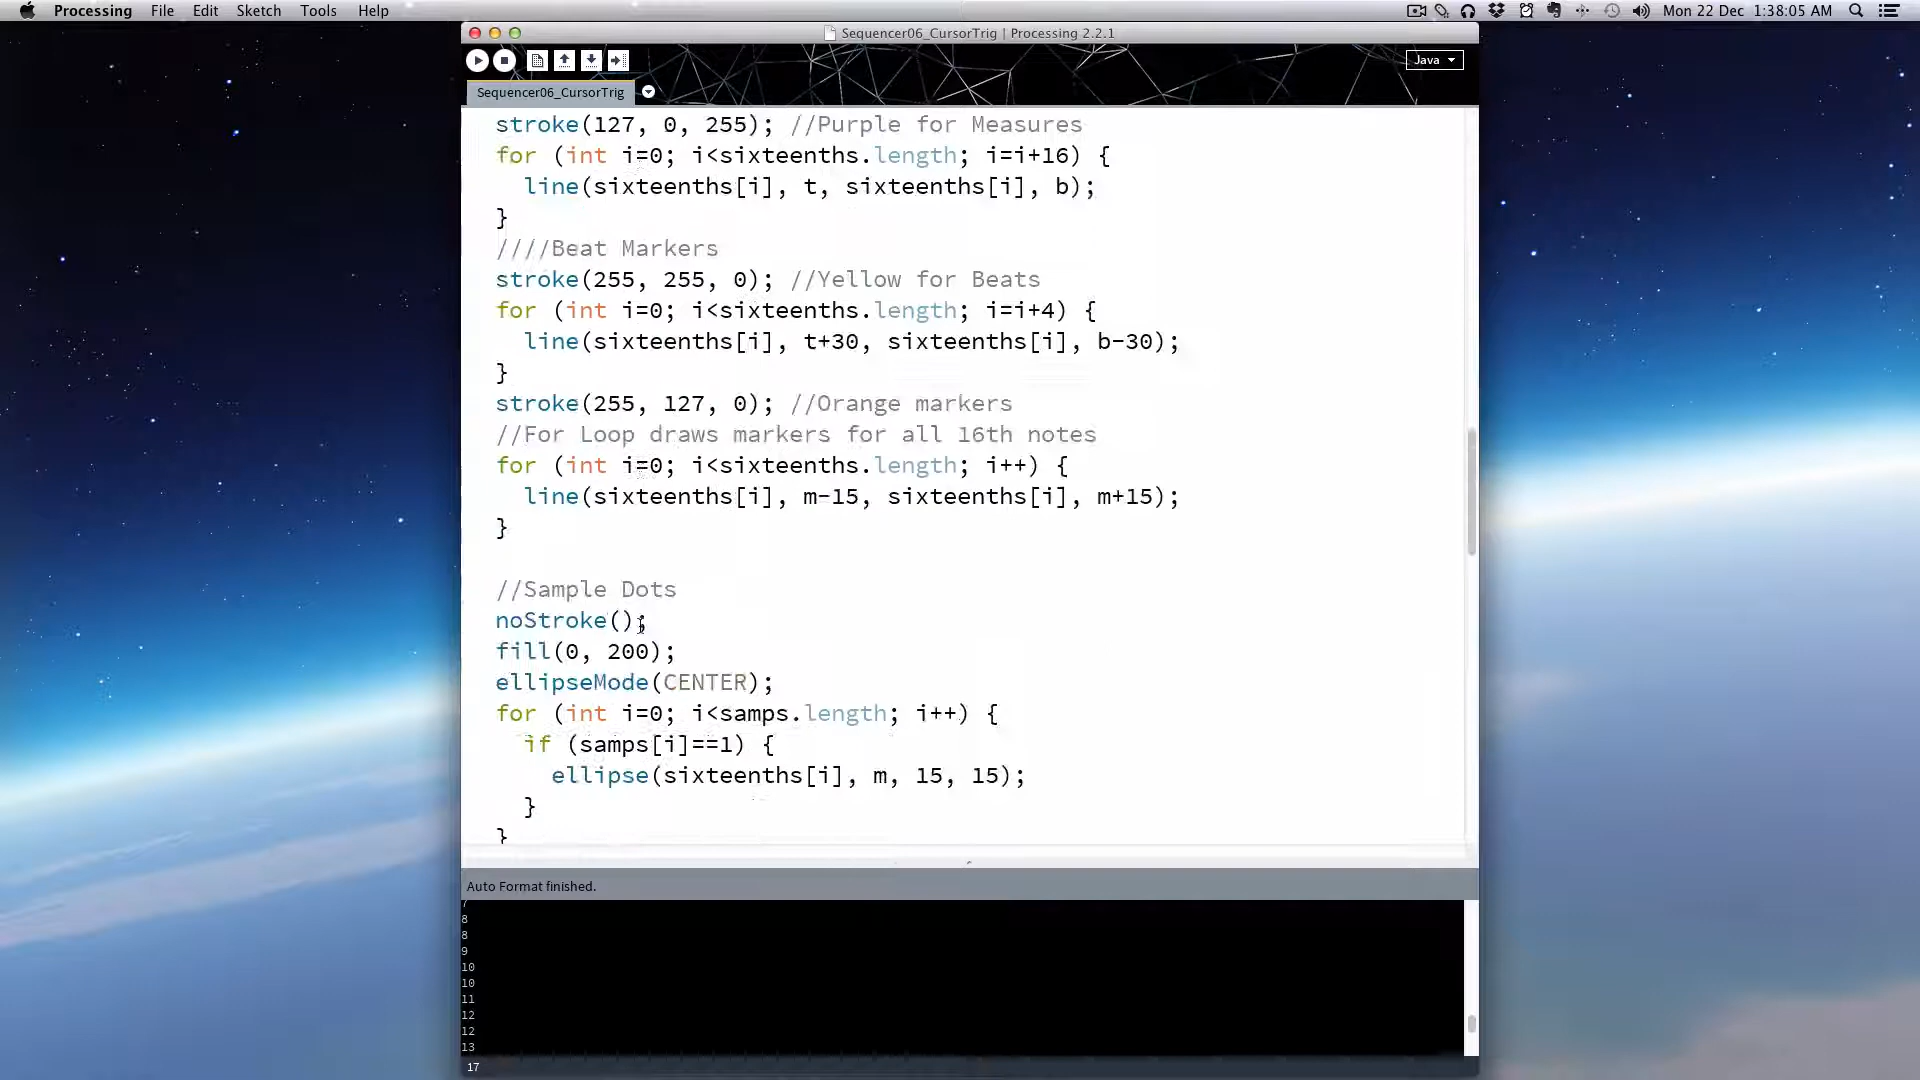 Processing File Edit Sketch Tools Help Mon 22 Dec 1:38:05 AM
Sequencer06_CursorTrig | Processing 2.2.1
Java
Sequencer06_CursorTrig
stroke(127, 0, 255); //Purple for Measures
for (int i=0; i<sixteenths.length; i=i+16) {
line(sixteenths[i], t, sixteenths[i], b);
}
////Beat Markers
stroke(255, 255, 0); //Yellow for Beats
for (int i=0; i<sixteenths.length; i=i+4) {
line(sixteenths[i], t+30, sixteenths[i], b-30);
}
stroke(255, 127, 0); //Orange markers
//For Loop draws markers for all 16th notes
for (int i=0; i<sixteenths.length; i++) {
line(sixteenths[i], m-15, sixteenths[i], m+15);
}
//Sample Dots
noStroke();
fill(0, 200);
ellipseMode(CENTER);
for (int i=0; i<samps.length; i++) {
if (samps[i]==1) {
ellipse(sixteenths[i], m, 15, 15);
}
}
Auto Format finished.
7
8
8
9
10
10
11
12
12
13
17